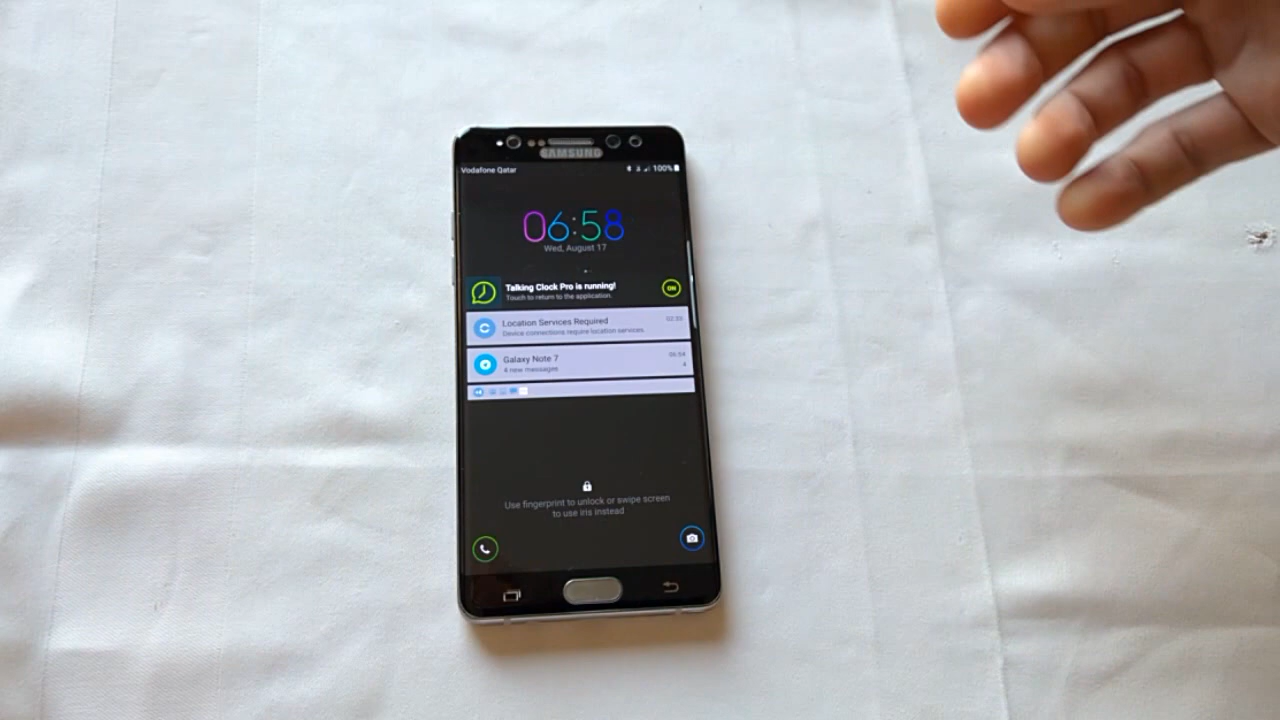 SAMSUNG
Vodafone Qatar 100%
06:58
Wed, August 17
Talking Clock Pro is running!
Touch to return to the application.
ON
Location Services Required
Device connections require location services.
Galaxy Note 7 06:54
4 new messages 4
Use fingerprint to unlock or swipe screen
to use iris instead